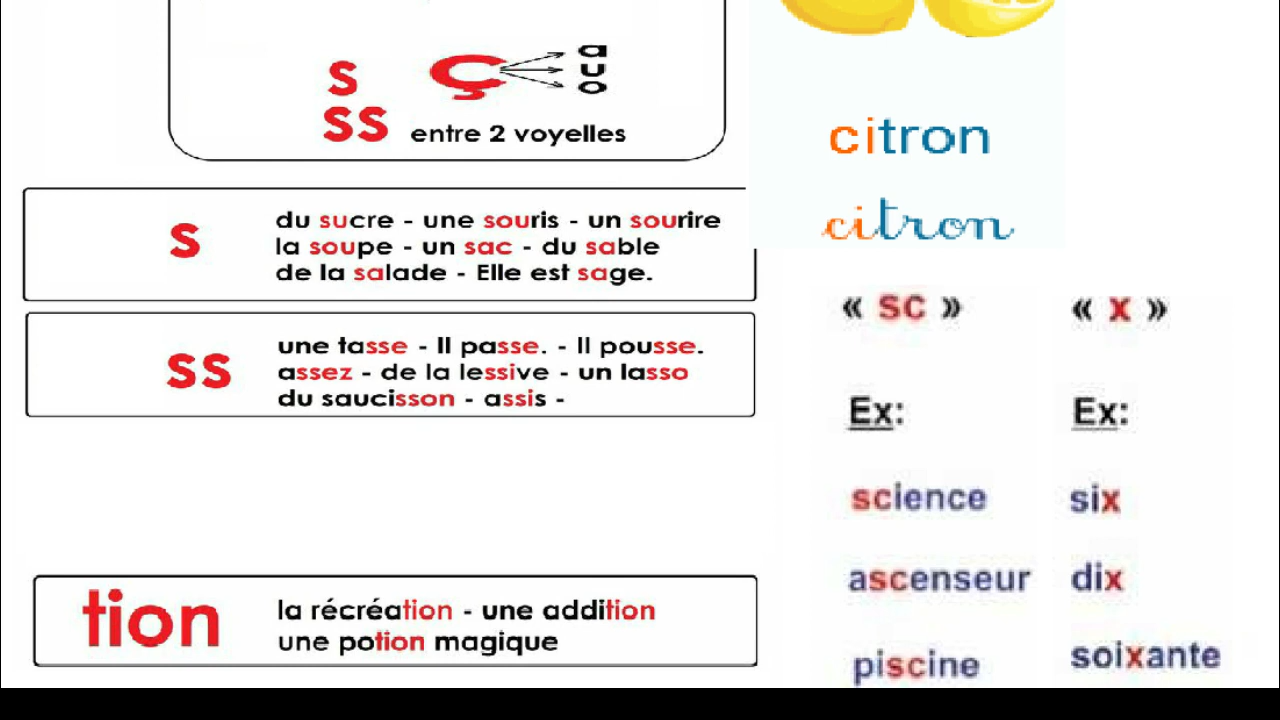 s
ç
a
u
o
ss entre 2 voyelles
citron
citron
s
du sucre - une souris - un sourire
la soupe - un sac - du sable
de la salade - Elle est sage.
ss
une tasse - Il passe. - Il pousse.
assez - de la lessive - un lasso
du saucisson - assis -
tion
la récréation - une addition
une potion magique
« sc »
Ex:
science
ascenseur
piscine
« x »
Ex:
six
dix
soixante